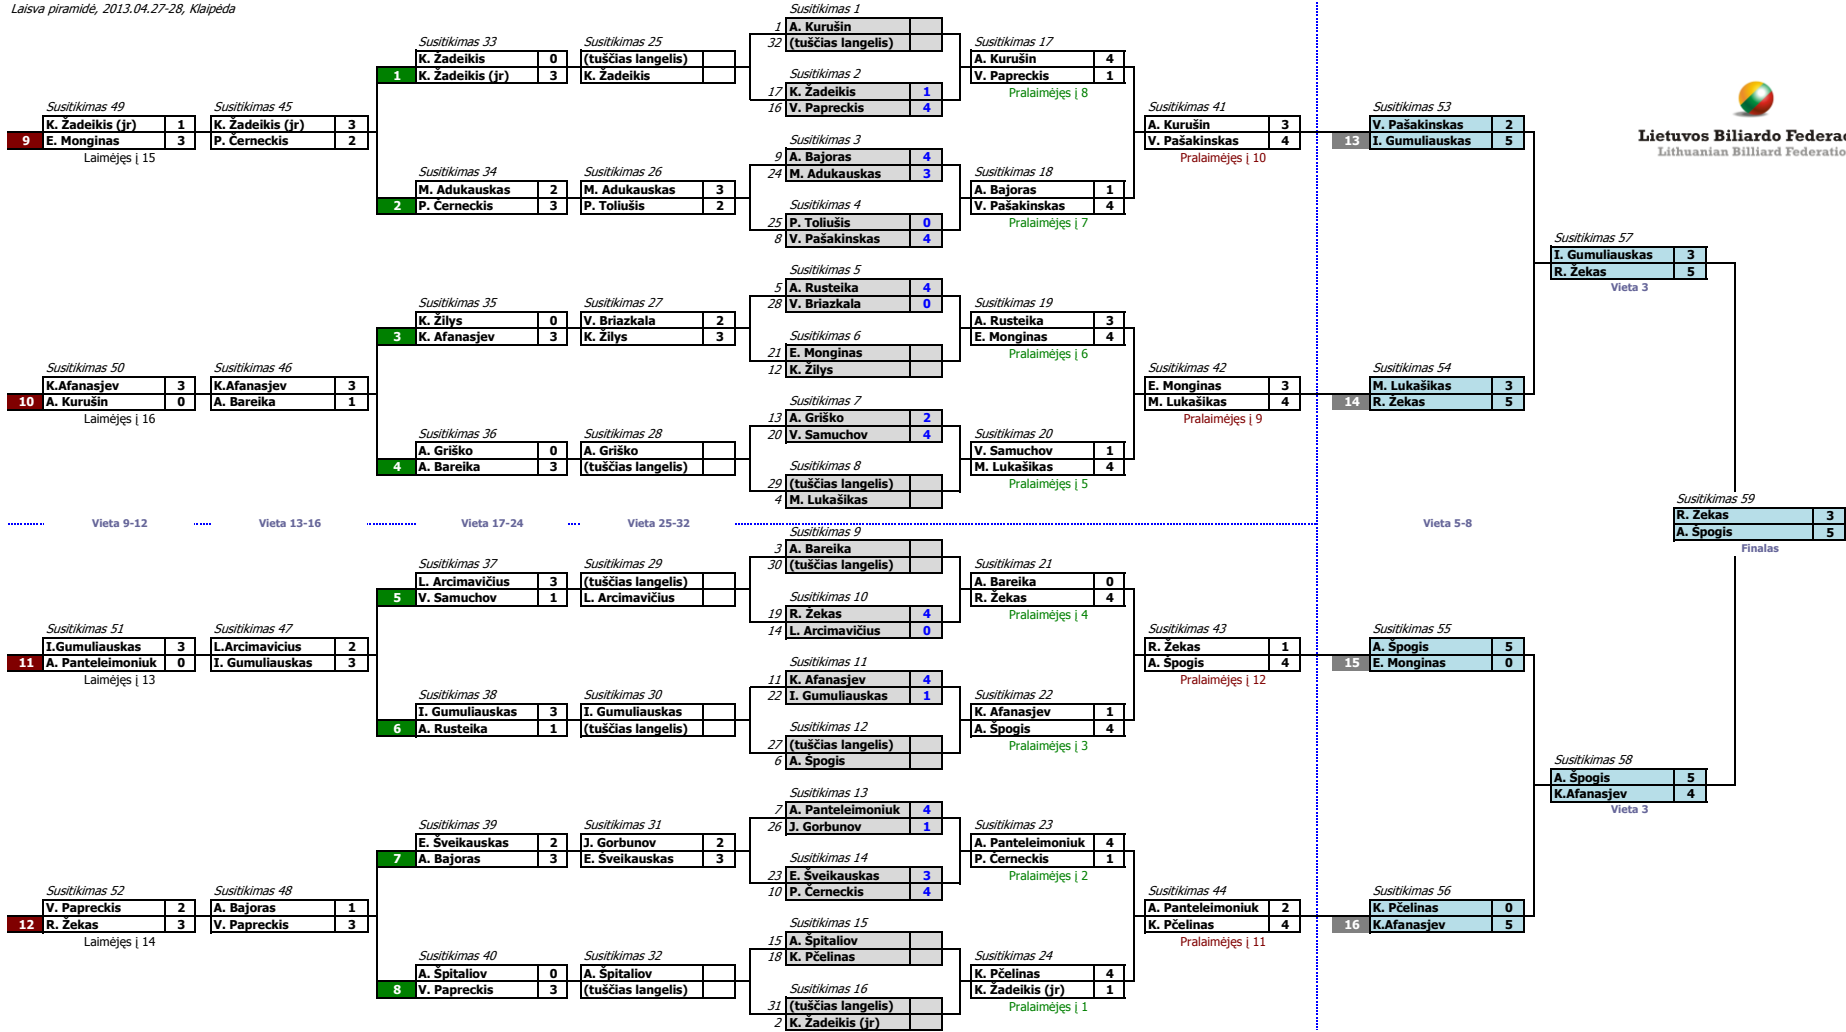 Laisva piramidė, 2013.04.27-28, Klaipėda
Susitikimas 49
K. Žadeikis (jr) 1
9 E. Monginas 3
Laimėjęs į 15
Susitikimas 50
K.Afanasjev 3
10 A. Kurušin 0
Laimėjęs į 16
Vieta 9-12
Susitikimas 51
I.Gumuliauskas 3
11 A. Panteleimoniuk 0
Laimėjęs į 13
Susitikimas 52
V. Papreckis 2
12 R. Žekas 3
Laimėjęs į 14
Susitikimas 45
K. Žadeikis (jr) 3
P. Černeckis 2
Susitikimas 46
K.Afanasjev 3
A. Bareika 1
Vieta 13-16
Susitikimas 47
L.Arcimavicius 2
I. Gumuliauskas 3
Susitikimas 48
A. Bajoras 1
V. Papreckis 3
Susitikimas 33
K. Žadeikis 0
1 K. Žadeikis (jr) 3
Susitikimas 34
M. Adukauskas 2
2 P. Černeckis 3
Susitikimas 35
K. Žilys 0
3 K. Afanasjev 3
Susitikimas 36
A. Griško 0
4 A. Bareika 3
Vieta 17-24
Susitikimas 37
L. Arcimavičius 3
5 V. Samuchov 1
Susitikimas 38
I. Gumuliauskas 3
6 A. Rusteika 1
Susitikimas 39
E. Šveikauskas 2
7 A. Bajoras 3
Susitikimas 40
A. Špitaliov 0
8 V. Papreckis 3
Susitikimas 25
(tuščias langelis)
K. Žadeikis
Susitikimas 26
M. Adukauskas 3
P. Toliušis 2
Susitikimas 27
V. Briazkala 2
K. Žilys 3
Susitikimas 28
A. Griško
(tuščias langelis)
Vieta 25-32
Susitikimas 29
(tuščias langelis)
L. Arcimavičius
Susitikimas 30
I. Gumuliauskas
(tuščias langelis)
Susitikimas 31
J. Gorbunov 2
E. Šveikauskas 3
Susitikimas 32
A. Špitaliov
(tuščias langelis)
Susitikimas 1
1 A. Kurušin
32 (tuščias langelis)
Susitikimas 2
17 K. Žadeikis 1
16 V. Papreckis 4
Susitikimas 3
9 A. Bajoras 4
24 M. Adukauskas 3
Susitikimas 4
25 P. Toliušis 0
8 V. Pašakinskas 4
Susitikimas 5
5 A. Rusteika 4
28 V. Briazkala 0
Susitikimas 6
21 E. Monginas
12 K. Žilys
Susitikimas 7
13 A. Griško 2
20 V. Samuchov 4
Susitikimas 8
29 (tuščias langelis)
4 M. Lukašikas
Susitikimas 9
3 A. Bareika
30 (tuščias langelis)
Susitikimas 10
19 R. Žekas 4
14 L. Arcimavičius 0
Susitikimas 11
11 K. Afanasjev 4
22 I. Gumuliauskas 1
Susitikimas 12
27 (tuščias langelis)
6 A. Špogis
Susitikimas 13
7 A. Panteleimoniuk 4
26 J. Gorbunov 1
Susitikimas 14
23 E. Šveikauskas 3
10 P. Černeckis 4
Susitikimas 15
15 A. Špitaliov
18 K. Pčelinas
Susitikimas 16
31 (tuščias langelis)
2 K. Žadeikis (jr)
Susitikimas 17
A. Kurušin 4
V. Papreckis 1
Pralaimėjęs į 8
Susitikimas 18
A. Bajoras 1
V. Pašakinskas 4
Pralaimėjęs į 7
Susitikimas 19
A. Rusteika 3
E. Monginas 4
Pralaimėjęs į 6
Susitikimas 20
V. Samuchov 1
M. Lukašikas 4
Pralaimėjęs į 5
Susitikimas 21
A. Bareika 0
R. Žekas 4
Pralaimėjęs į 4
Susitikimas 22
K. Afanasjev 1
A. Špogis 4
Pralaimėjęs į 3
Susitikimas 23
A. Panteleimoniuk 4
P. Černeckis 1
Pralaimėjęs į 2
Susitikimas 24
K. Pčelinas 4
K. Žadeikis (jr) 1
Pralaimėjęs į 1
Susitikimas 41
A. Kurušin 3
V. Pašakinskas 4
Pralaimėjęs į 10
Susitikimas 42
E. Monginas 3
M. Lukašikas 4
Pralaimėjęs į 9
Susitikimas 43
R. Žekas 1
A. Špogis 4
Pralaimėjęs į 12
Susitikimas 44
A. Panteleimoniuk 2
K. Pčelinas 4
Pralaimėjęs į 11
Susitikimas 53
V. Pašakinskas 2
13 I. Gumuliauskas 5
Susitikimas 54
M. Lukašikas 3
14 R. Žekas 5
Vieta 5-8
Susitikimas 55
A. Špogis 5
15 E. Monginas 0
Susitikimas 56
K. Pčelinas 0
16 K.Afanasjev 5
Susitikimas 57
I. Gumuliauskas 3
R. Žekas 5
Vieta 3
Susitikimas 58
A. Špogis 5
K.Afanasjev 4
Vieta 3
Susitikimas 59
R. Žekas 3
A. Špogis 5
Finalas
Lietuvos Biliardo Federac
Lithuanian Billiard Federatio